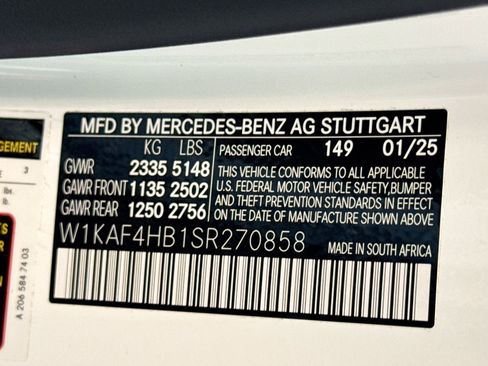 MFD BY MERCEDES-BENZ AG STUTTGART
KG LBS PASSENGER CAR 149 01/25
GVWR 2335 5148
GAWR FRONT 1135 2502
GAWR REAR 1250 2756
THIS VEHICLE CONFORMS TO ALL APPLICABLE
U.S. FEDERAL MOTOR VEHICLE SAFETY, BUMPER
AND THEFT PREVENTION STANDARDS IN EFFECT
ON THE DATE OF MANUFACTURE SHOWN ABOVE
W1KAF4HB1SR270858
MADE IN SOUTH AFRICA
3
lbs.
lb.
A 206 584 74 03